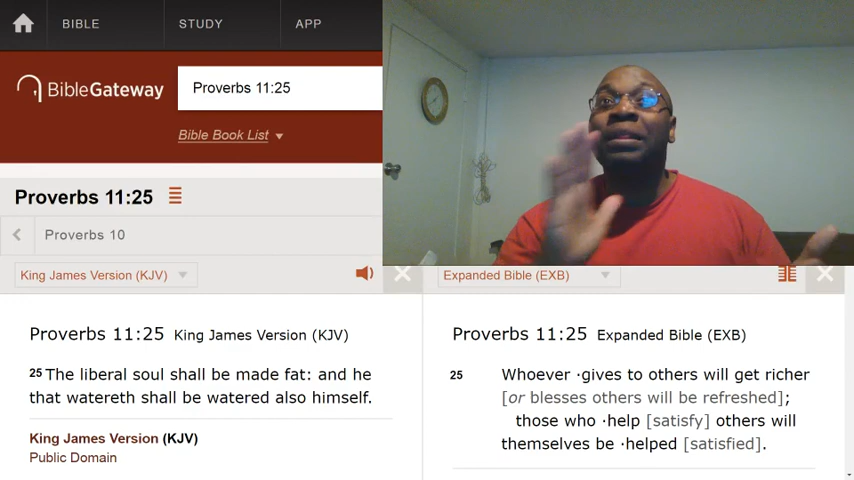 BIBLE STUDY APP
BibleGateway
Proverbs 11:25
Bible Book List
Proverbs 11:25
Proverbs 10
King James Version (KJV)
Expanded Bible (EXB)
Proverbs 11:25 King James Version (KJV)
25 The liberal soul shall be made fat: and he
that watereth shall be watered also himself.
King James Version (KJV)
Public Domain
Proverbs 11:25 Expanded Bible (EXB)
25 Whoever ·gives to others will get richer
[or blesses others will be refreshed];
those who ·help [satisfy] others will
themselves be ·helped [satisfied].